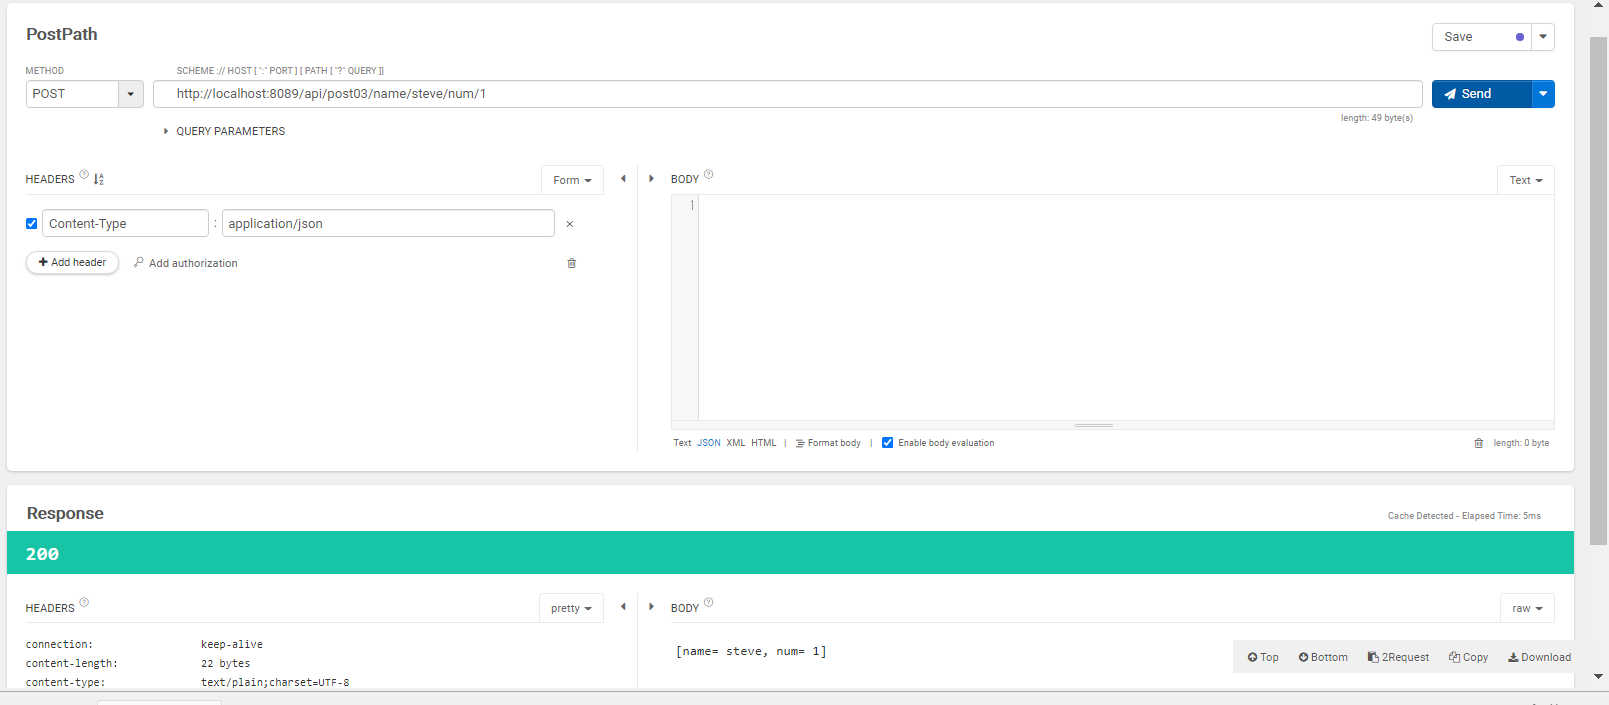 PostPath
Save
METHOD
SCHEME :// HOST [ ":" PORT ] [ PATH [ "?" QUERY ]]
POST
http://localhost:8089/api/post03/name/steve/num/1
Send
length: 49 byte(s)
QUERY PARAMETERS
HEADERS ? Form
BODY ? Text
Content-Type : application/json ×
1
+ Add header Add authorization
Text JSON XML HTML | Format body | Enable body evaluation length: 0 byte
Response
Cache Detected - Elapsed Time: 5ms
200
HEADERS ? pretty
BODY ? raw
connection: keep-alive
content-length: 22 bytes
content-type: text/plain;charset=UTF-8
[name= steve, num= 1]
Top Bottom 2Request Copy Download